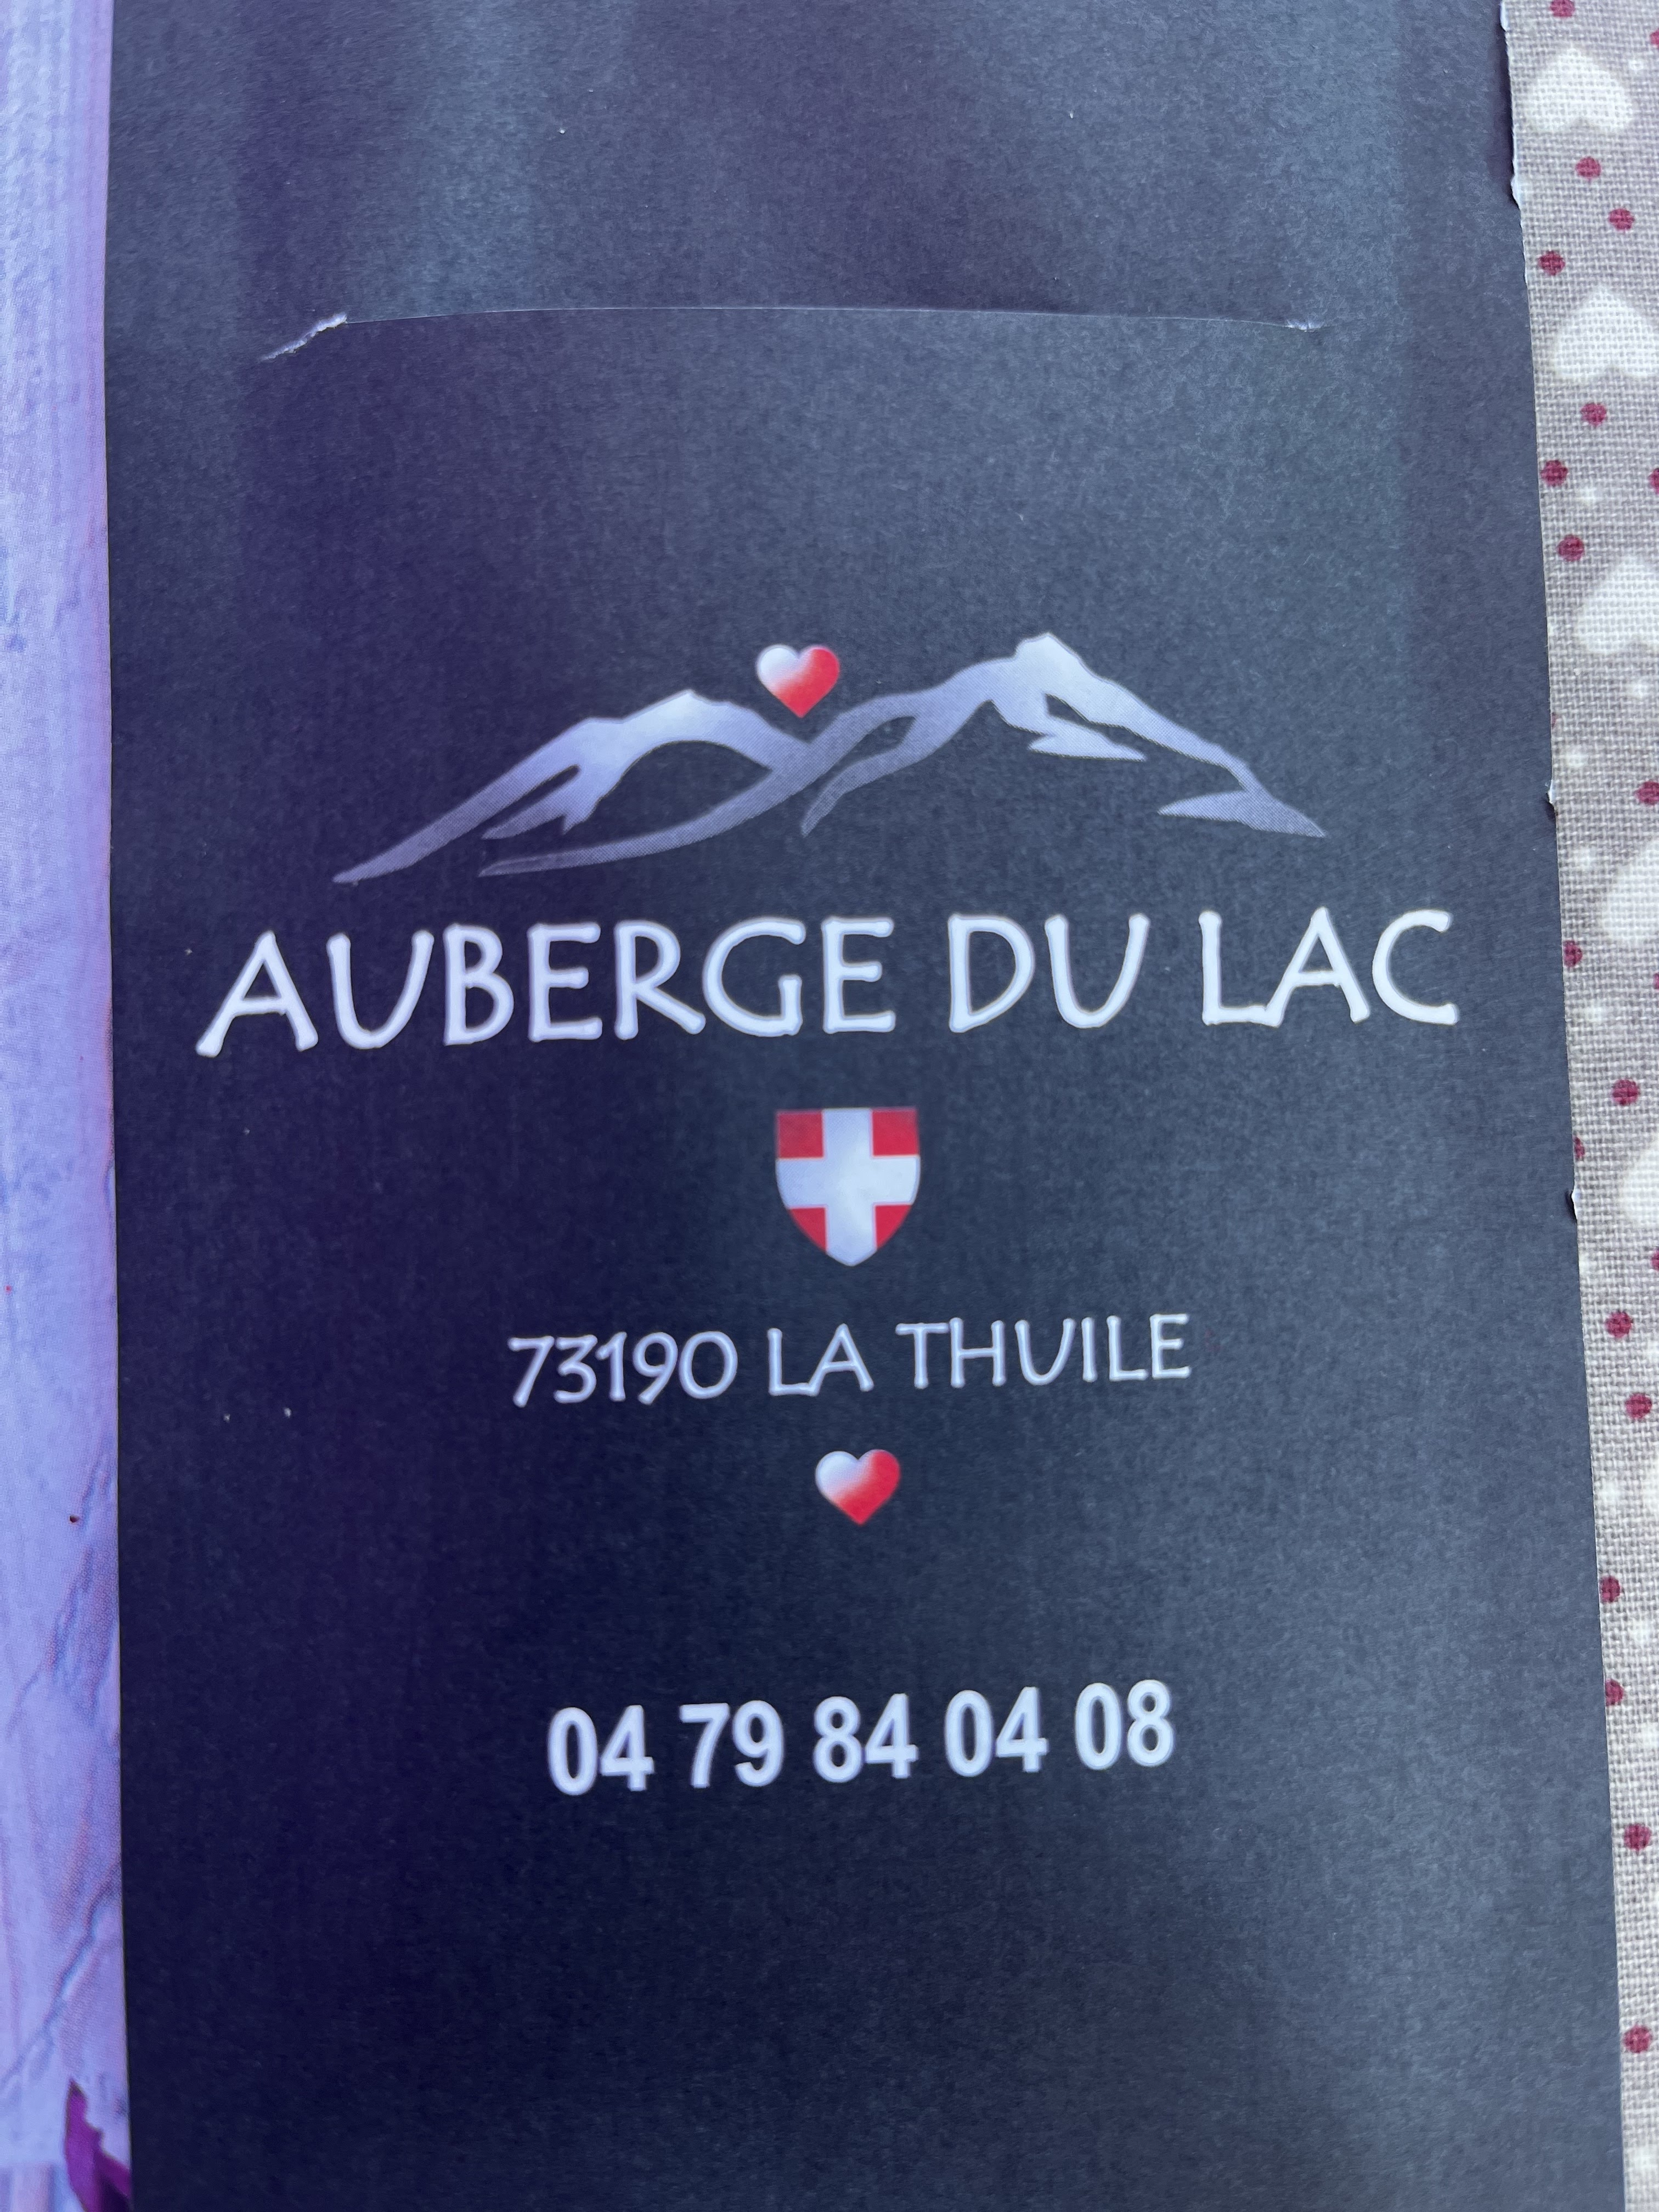 AUBERGE DU LAC
73190 LA THUILE
04 79 84 04 08